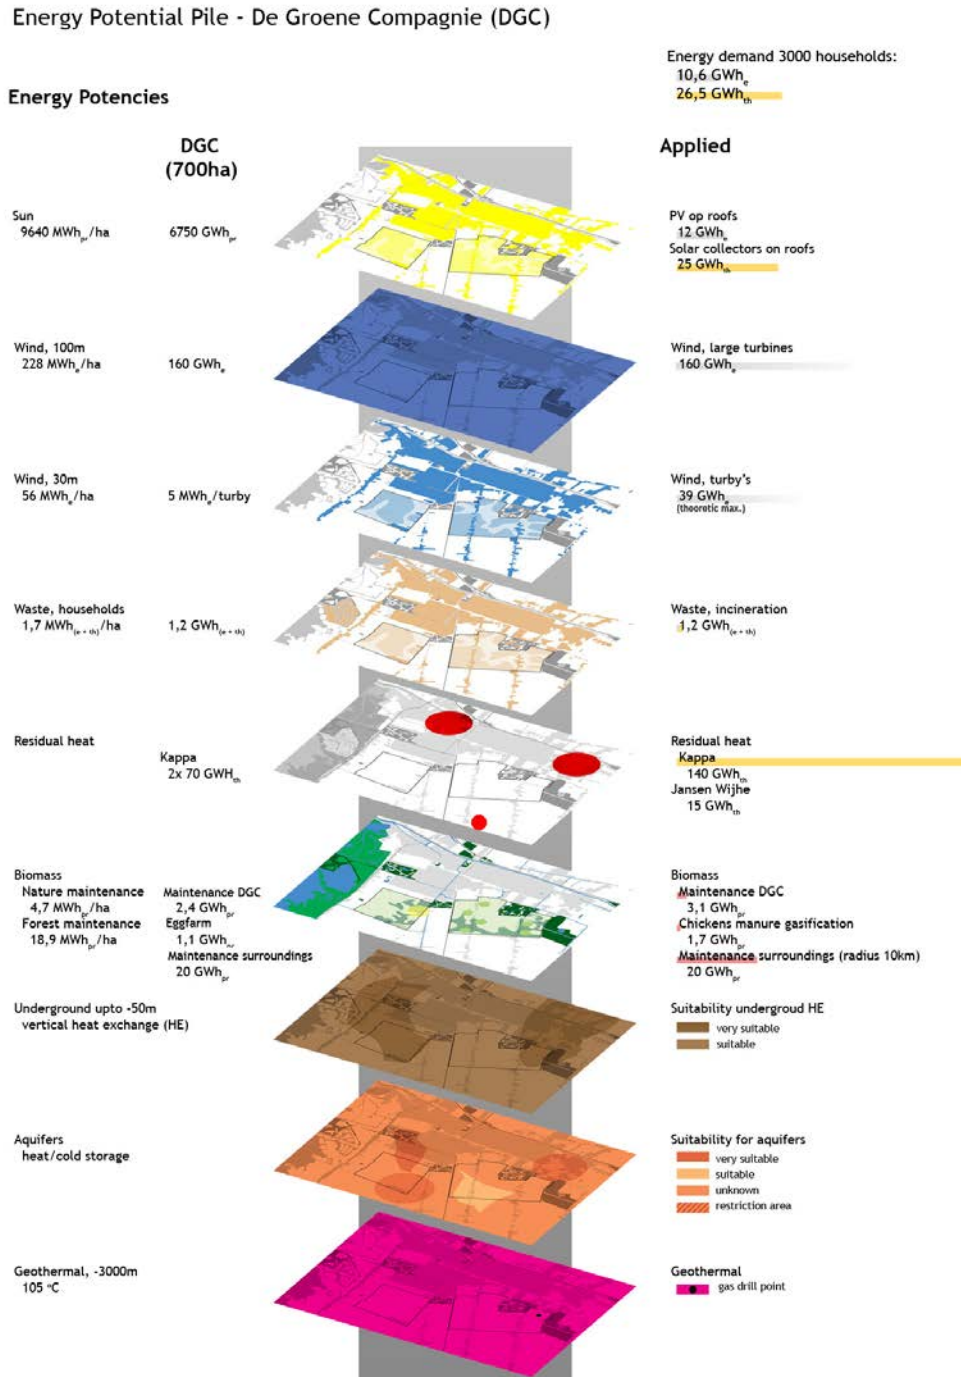 Energy Potential Pile - De Groene Compagnie (DGC)
Energy demand 3000 households:
10,6 GWhe
26,5 GWhth
Energy Potencies
DGC
(700ha)
Applied
Sun
9640 MWhpr/ha
6750 GWhpr
PV op roofs
12 GWhe
Solar collectors on roofs
25 GWhth
Wind, 100m
228 MWhe/ha
160 GWhe
Wind, large turbines
160 GWhe
Wind, 30m
56 MWhe/ha
5 MWhe/turby
Wind, turby's
39 GWhe
(theoretic max.)
Waste, households
1,7 MWh(e + th)/ha
1,2 GWh(e + th)
Waste, incineration
1,2 GWh(e + th)
Residual heat
Kappa
2x 70 GWHth
Residual heat
Kappa
140 GWhth
Jansen Wijhe
15 GWhth
Biomass
Nature maintenance
4,7 MWhpr/ha
Forest maintenance
18,9 MWhpr/ha
Maintenance DGC
2,4 GWhpr
Eggfarm
1,1 GWhpr
Maintenance surroundings
20 GWhpr
Biomass
Maintenance DGC
3,1 GWhpr
Chickens manure gasification
1,7 GWhpr
Maintenance surroundings (radius 10km)
20 GWhpr
Underground upto -50m
vertical heat exchange (HE)
Suitability undergroud HE
very suitable
suitable
Aquifers
heat/cold storage
Suitability for aquifers
very suitable
suitable
unknown
restriction area
Geothermal, -3000m
105 °C
Geothermal
gas drill point